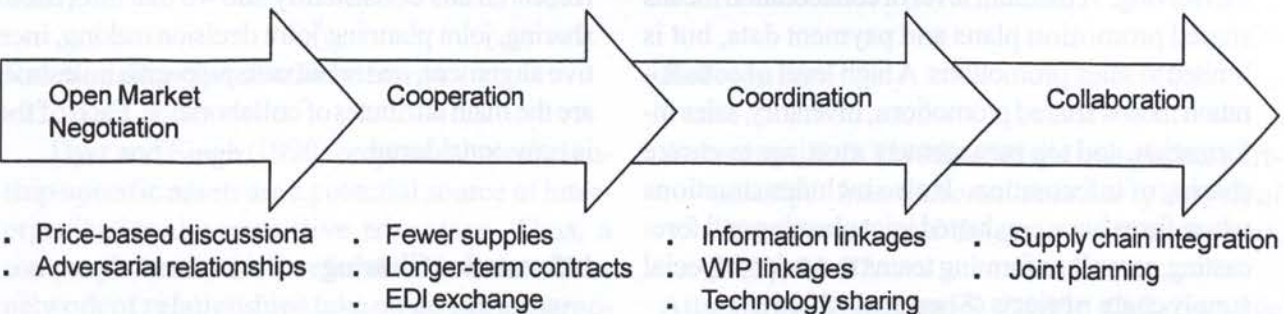 Open Market
Negotiation
Cooperation
Coordination
Collaboration
. Price-based discussiona
. Adversarial relationships
. Fewer supplies
. Longer-term contracts
. EDI exchange
. Information linkages
. WIP linkages
. Technology sharing
. Supply chain integration
. Joint planning